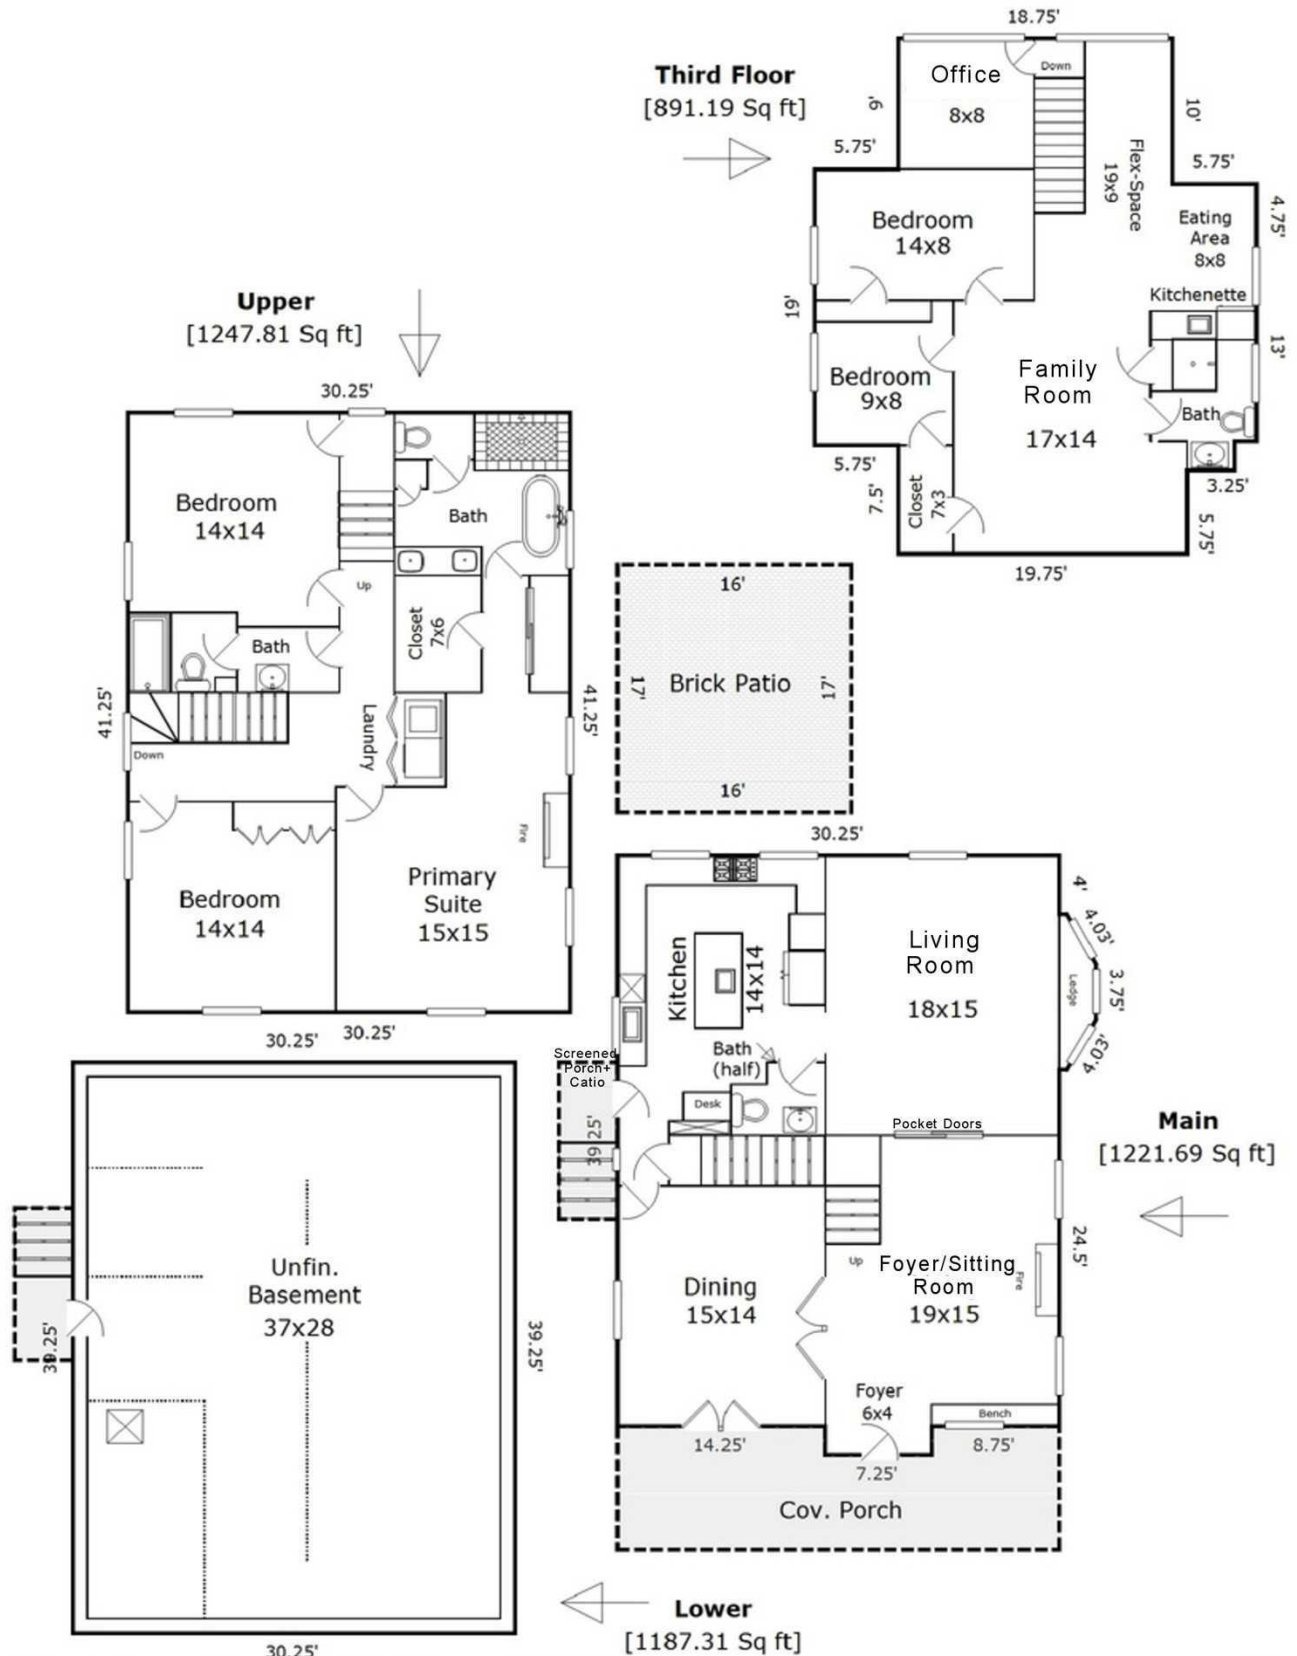 18.75'
Third Floor
[891.19 Sq ft]
Office
8x8
Down
9'
10'
5.75'
5.75'
Flex-Space
19x9
Bedroom
14x8
Eating
Area
8x8
4.75'
Kitchenette
19'
13'
Bedroom
9x8
Family
Room
17x14
Bath
5.75'
7.5'
Closet
7x3
3.25'
5.75'
19.75'
Upper
[1247.81 Sq ft]
30.25'
Bedroom
14x14
Bath
Up
Closet
7x6
Bath
41.25'
41.25'
Laundry
Down
Fire
Primary
Suite
15x15
Bedroom
14x14
30.25'
30.25'
16'
17'
Brick Patio
17'
16'
30.25'
4'
4.03'
Living
Room
18x15
Kitchen
14x14
Ledge
3.75'
4.03'
Screened
Porch+
Catio
Bath
(half)
Desk
39.25'
Pocket Doors
Main
[1221.69 Sq ft]
24.5'
Up
Foyer/Sitting
Room
19x15
Fire
Dining
15x14
Foyer
6x4
Bench
14.25'
8.75'
7.25'
Cov. Porch
Unfin.
Basement
37x28
39.25'
39.25'
30.25'
Lower
[1187.31 Sq ft]